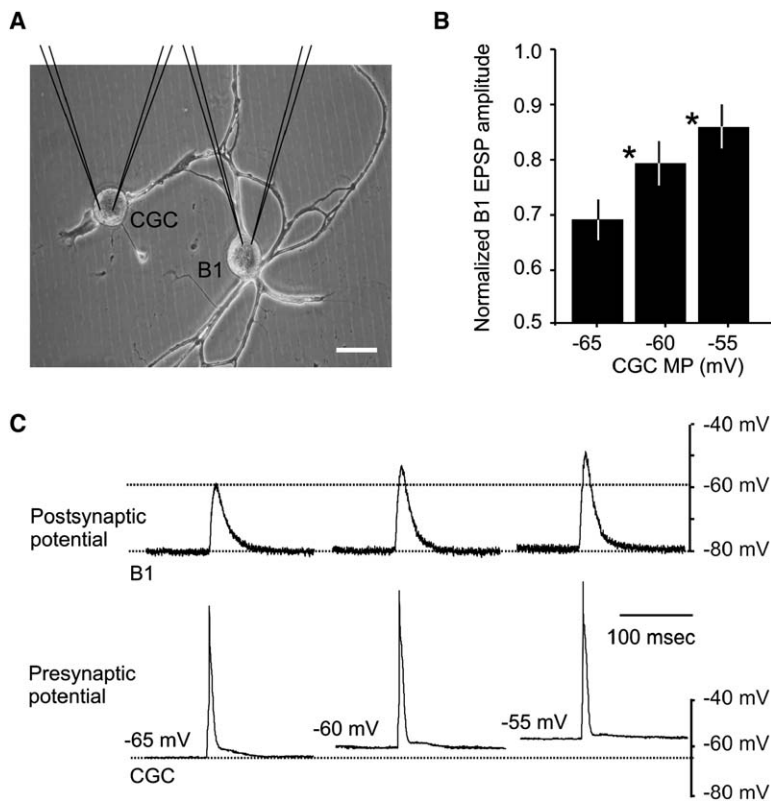 A
CGC
B1
B
Normalized B1 EPSP amplitude
1.0
0.9
0.8
0.7
0.6
0.5
*
*
-65
-60
-55
CGC MP (mV)
C
-40 mV
-60 mV
-80 mV
Postsynaptic
potential
B1
100 msec
Presynaptic
potential
-65 mV
-60 mV
-55 mV
CGC
-40 mV
-60 mV
-80 mV